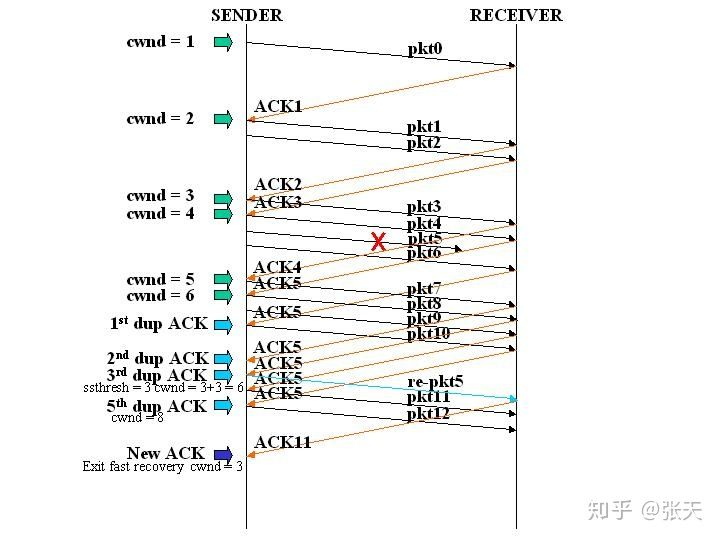 SENDER RECEIVER
cwnd = 1
pkt0
ACK1
cwnd = 2
pkt1
pkt2
ACK2
cwnd = 3
ACK3
pkt3
cwnd = 4
pkt4
X
pkt5
pkt6
ACK4
cwnd = 5
ACK5
pkt7
cwnd = 6
pkt8
ACK5
1st dup ACK
pkt9
pkt10
ACK5
2nd dup ACK
ACK5
3rd dup ACK
ACK5
re-pkt5
ssthresh = 3 cwnd = 3+3 = 6
ACK5
pkt11
5th dup ACK
cwnd = 8
pkt12
ACK11
New ACK
Exit fast recovery cwnd = 3
知乎 @张天